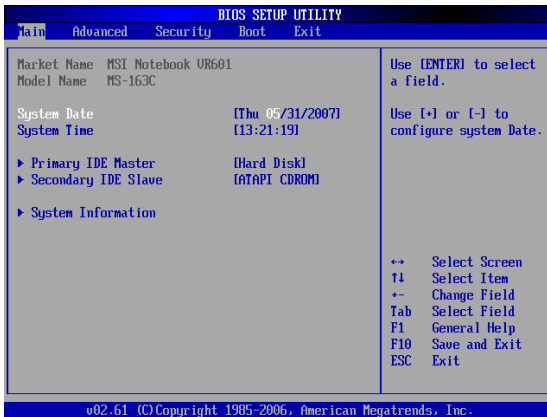 BIOS SETUP UTILITY
Main Advanced Security Boot Exit
Market Name MSI Notebook VR601
Model Name MS-163C
System Date [Thu 05/31/2007]
System Time [13:21:19]
Primary IDE Master [Hard Disk]
Secondary IDE Slave [ATAPI CDROM]
System Information
Use [ENTER] to select
a field.
Use [+] or [-] to
configure system Date.
↔ Select Screen
↑↓ Select Item
+- Change Field
Tab Select Field
F1 General Help
F10 Save and Exit
ESC Exit
v02.61 (C)Copyright 1985-2006, American Megatrends, Inc.